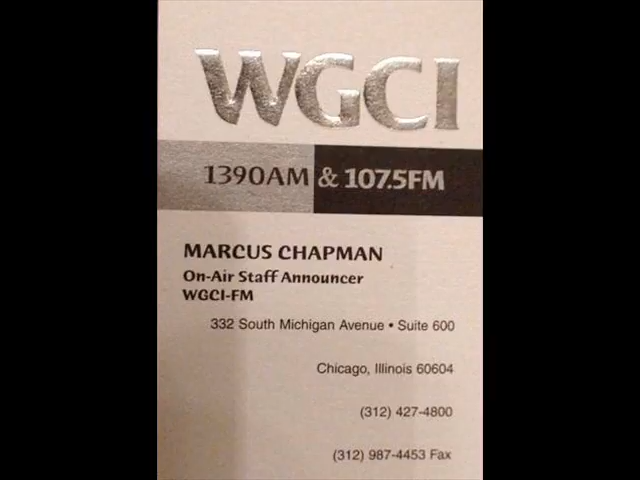 WGCI
1390AM & 107.5FM
MARCUS CHAPMAN
On-Air Staff Announcer
WGCI-FM
332 South Michigan Avenue • Suite 600
Chicago, Illinois 60604
(312) 427-4800
(312) 987-4453 Fax